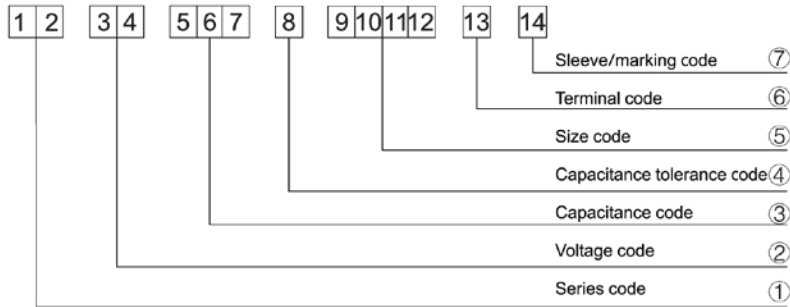 1 2 3 4 5 6 7 8 9 10 11 12 13 14
Sleeve/marking code ⑦
Terminal code ⑥
Size code ⑤
Capacitance tolerance code ④
Capacitance code ③
Voltage code ②
Series code ①